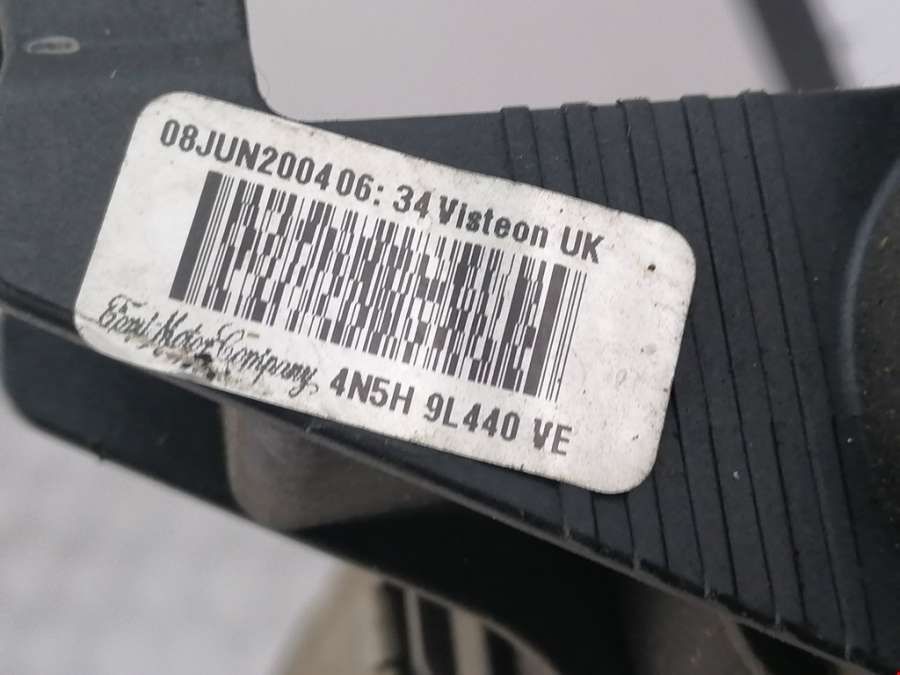 08JUN2004 06:34 Visteon UK
Ford Motor Company 4N5H 9L440 VE